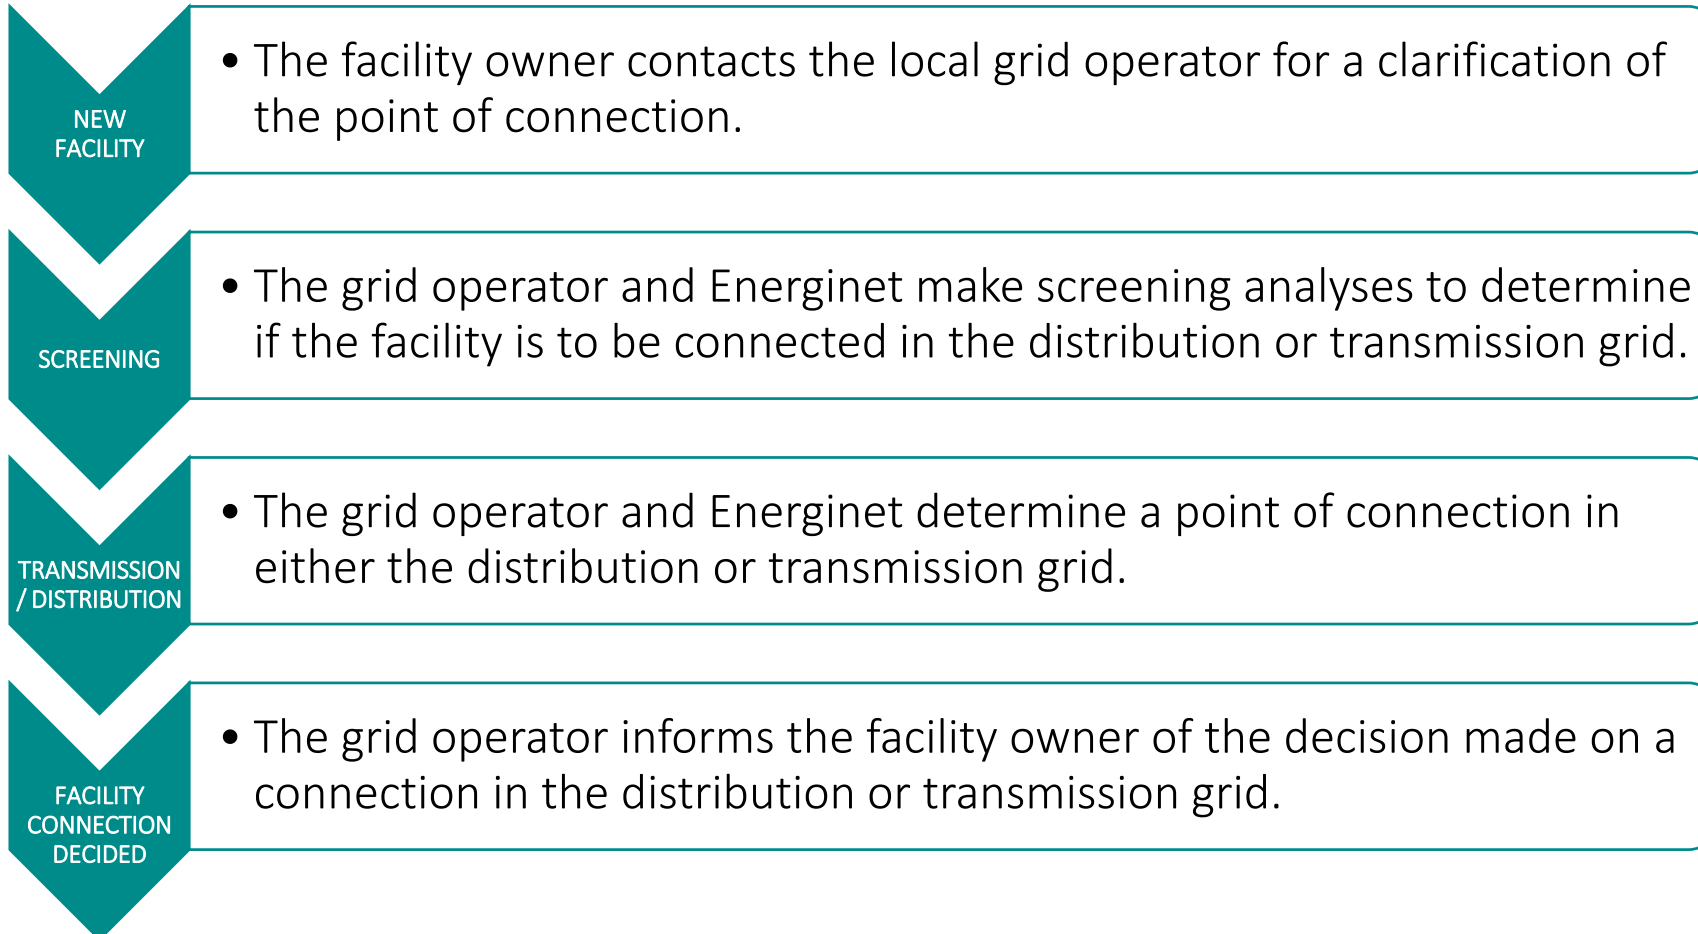 NEW
FACILITY
• The facility owner contacts the local grid operator for a clarification of
the point of connection.
SCREENING
• The grid operator and Energinet make screening analyses to determine
if the facility is to be connected in the distribution or transmission grid.
TRANSMISSION
/ DISTRIBUTION
• The grid operator and Energinet determine a point of connection in
either the distribution or transmission grid.
FACILITY
CONNECTION
DECIDED
• The grid operator informs the facility owner of the decision made on a
connection in the distribution or transmission grid.